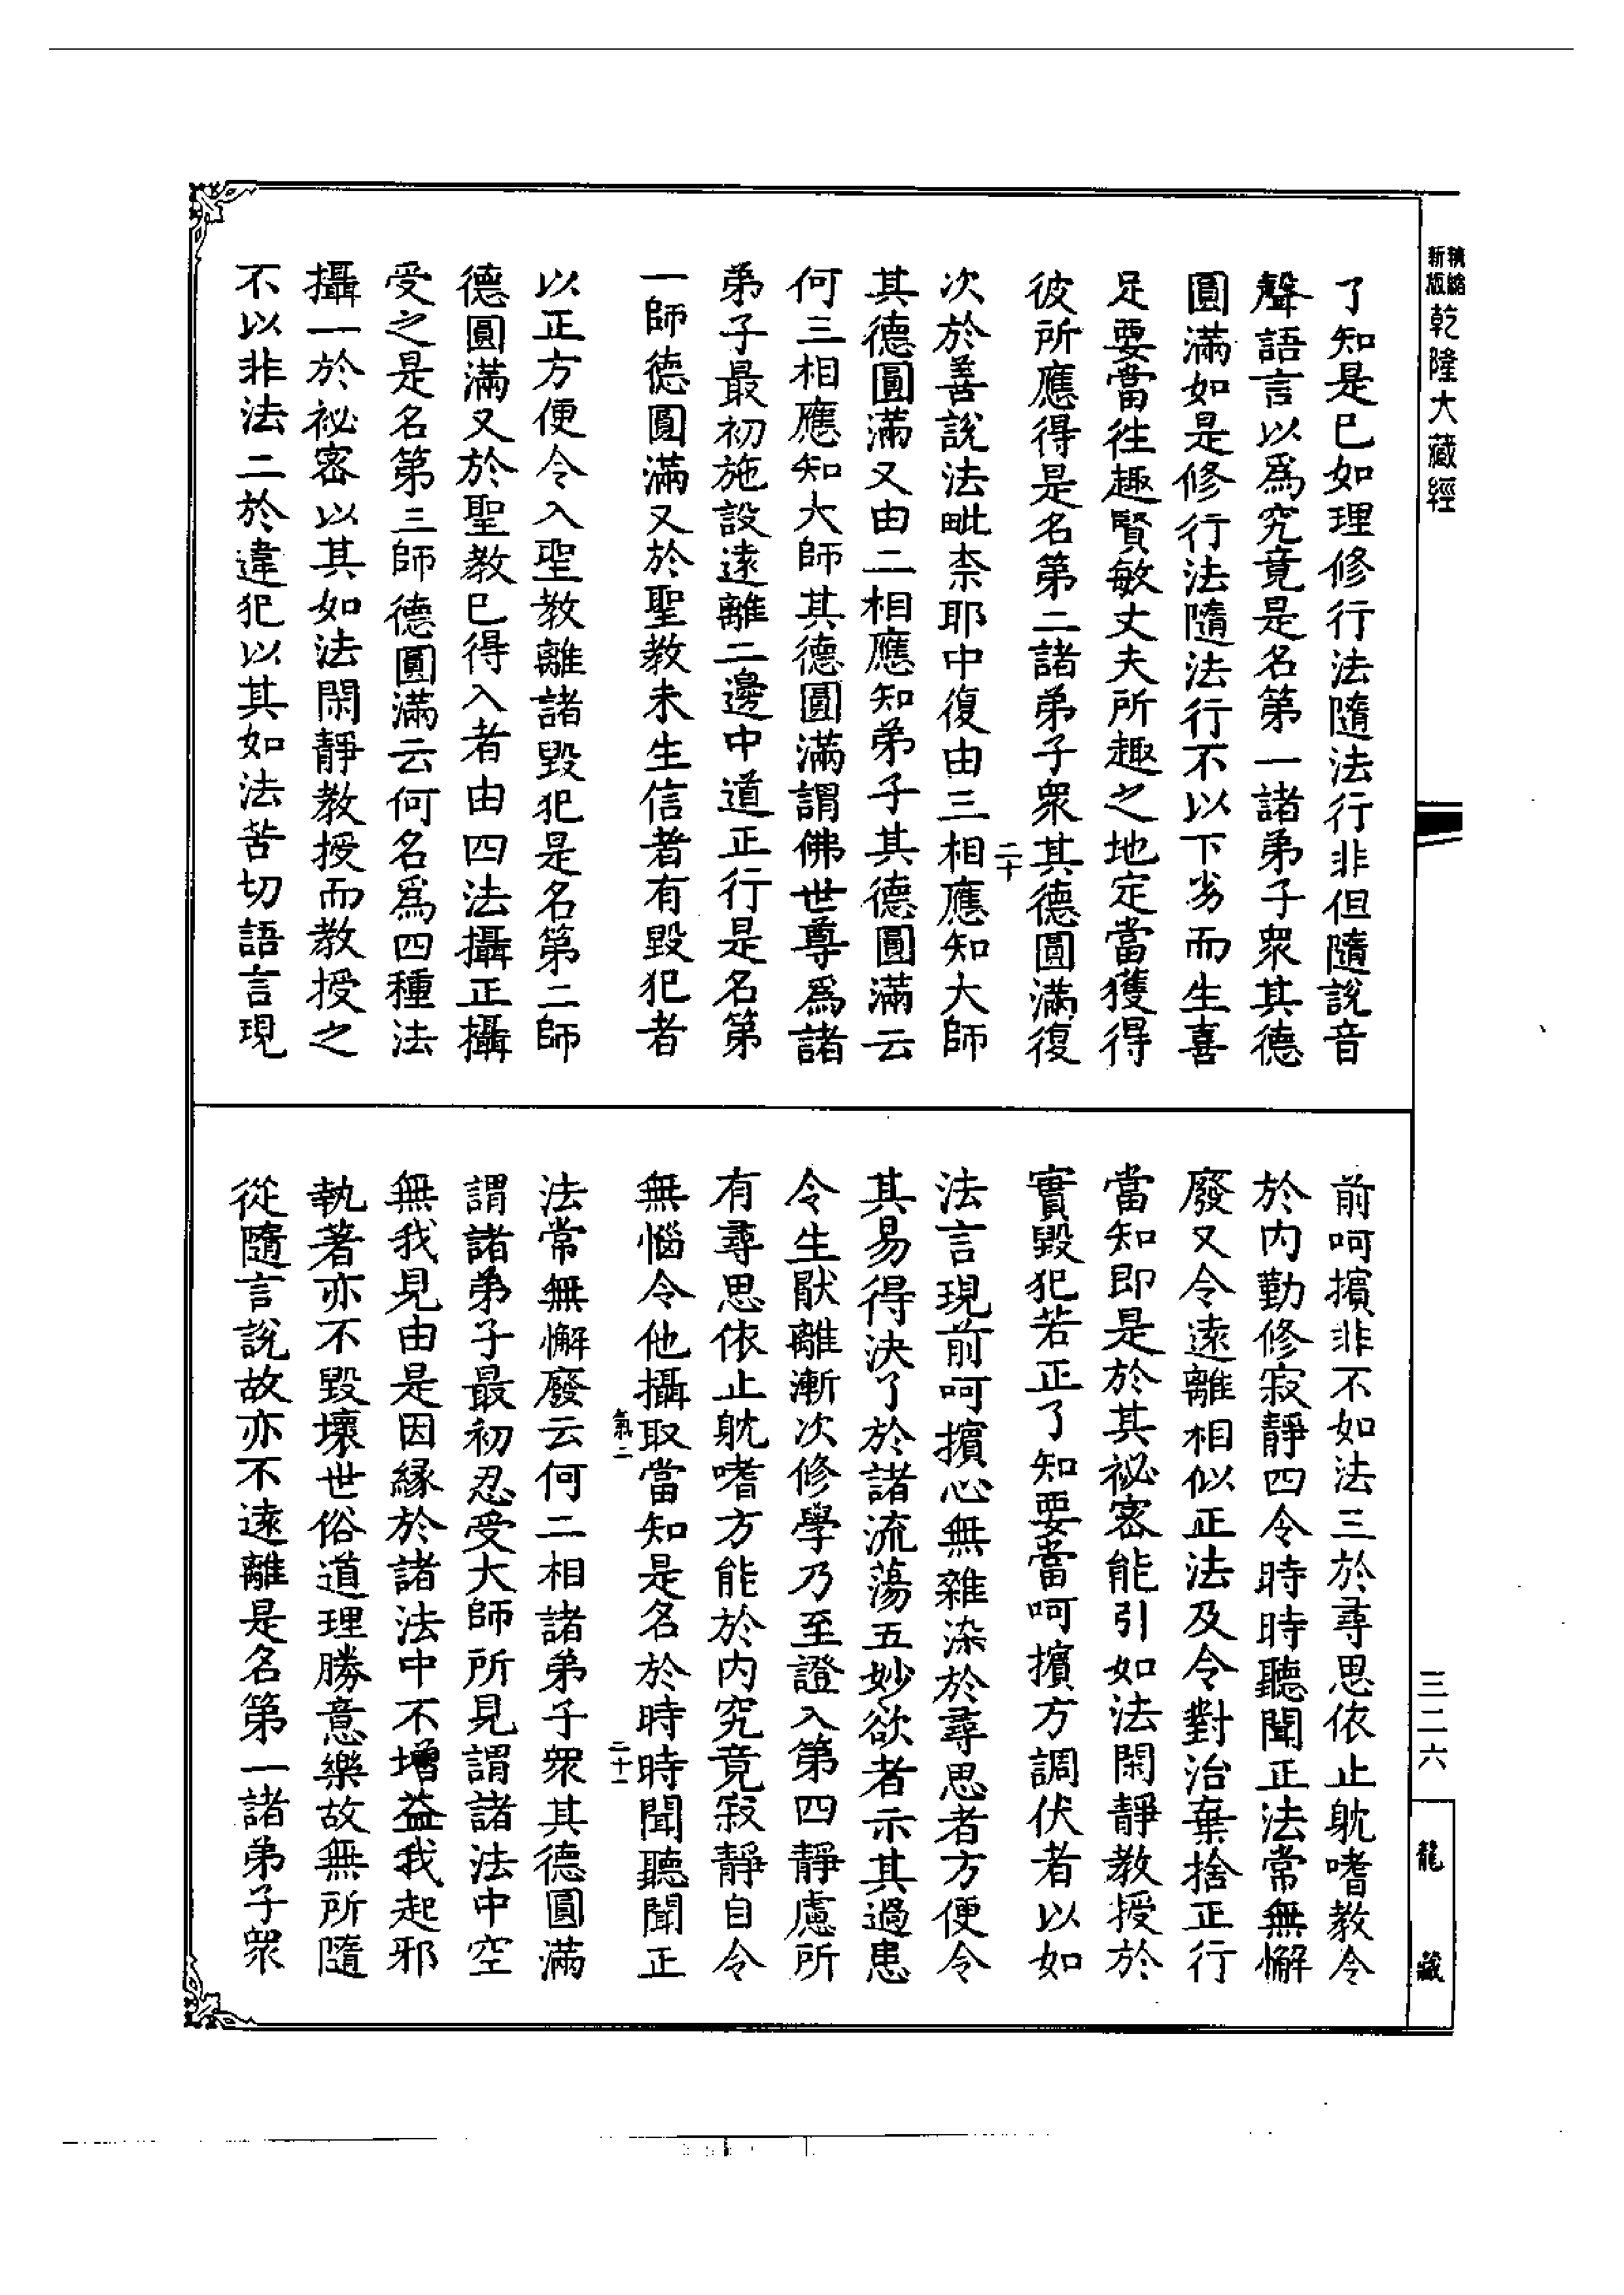 精縮新版乾隆大藏經
了知是已如理修行法隨法行非但隨說音
聲語言以爲究竟是名第一諸弟子衆其德
圓滿如是修行法隨法行不以下劣而生喜
足要當往趣賢敏丈夫所趣之地定當獲得
彼所應得是名第二諸弟子衆其德圓滿復
二十
次於善說法毗柰耶中復由三相應知大師
其德圓滿又由二相應知弟子其德圓滿云
何三相應知大師其德圓滿謂佛世尊爲諸
弟子最初施設遠離二邊中道正行是名第
一師德圓滿又於聖教未生信者有毀犯者
以正方便令入聖教離諸毀犯是名第二師
德圓滿又於聖教已得入者由四法攝正攝
受之是名第三師德圓滿云何名爲四種法
攝一於祕密以其如法閑靜教授而教授之
不以非法二於違犯以其如法苦切語言現
前呵擯非不如法三於尋思依止躭嗜教令
於内勤修寂靜四令時時聽聞正法常無懈
廢又令遠離相似正法及令對治棄捨正行
當知即是於其祕密能引如法閑靜教授於
實毀犯若正了知要當呵擯方調伏者以如
法言現前呵擯心無雜染於尋思者方便令
其易得決了於諸流蕩五妙欲者示其過患
令生猒離漸次修學乃至證入第四靜慮所
有尋思依止躭嗜方能於内究竟寂靜自令
無惱令他攝取當知是名於時時聞聽聞正
氣二
二十一
法常無懈廢云何二相諸弟子衆其德圓滿
謂諸弟子最初忍受大師所見謂諸法中空
無我見由是因緣於諸法中不增益我起邪
執著亦不毀壞世俗道理勝意樂故無所隨
從隨言說故亦不遠離是名第一諸弟子衆
三二六
龍藏